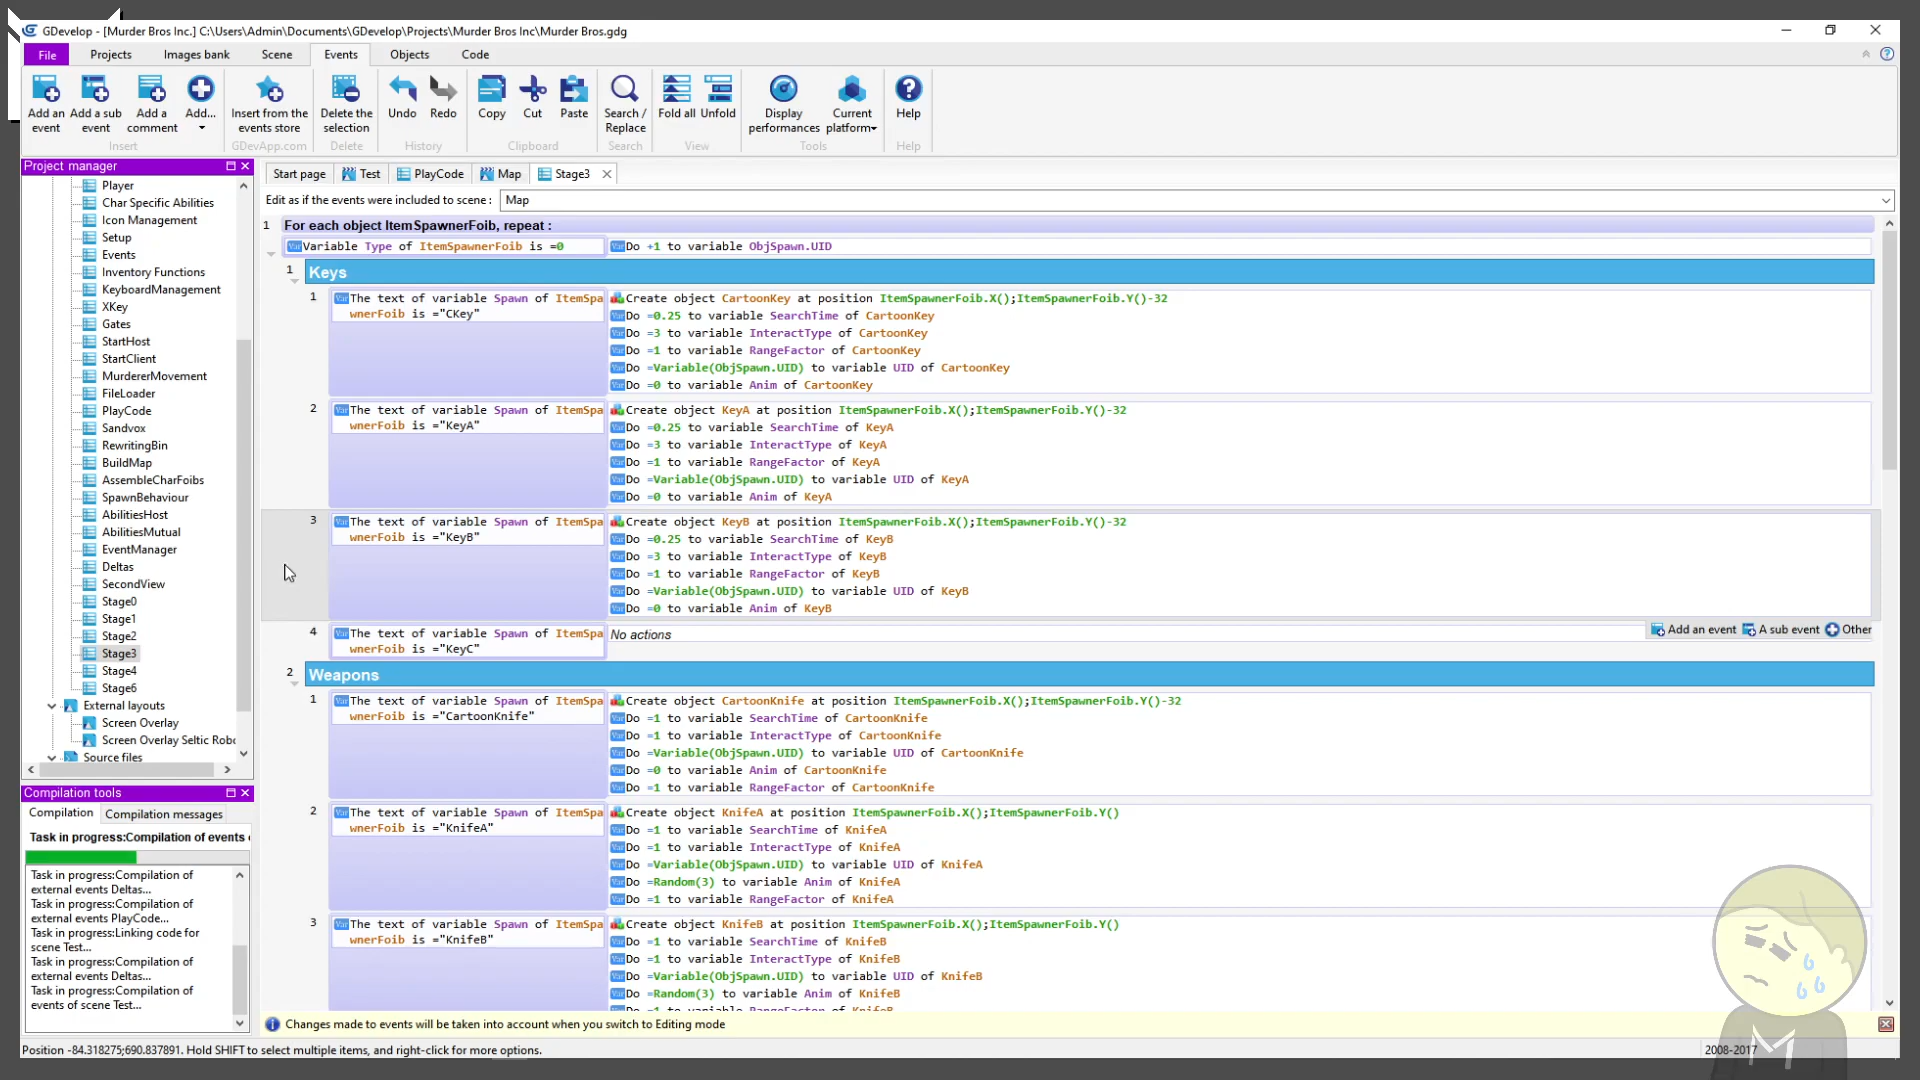 GDevelop - [Murder Bros Inc.] C:\Users\Admin\Documents\GDevelop\Projects\Murder Bros Inc\Murder Bros.gdg
File Projects Images bank Scene Events Objects Code
Add an event
Add a sub event
Add a comment
Add...
Insert
Insert from the events store
GDevApp.com
Delete the selection
Delete
Undo
Redo
History
Copy
Cut
Paste
Clipboard
Search / Replace
Search
Fold all
Unfold
View
Display performances
Current platform
Tools
Help
Help
Project manager
Player
Char Specific Abilities
Icon Management
Setup
Events
Inventory Functions
KeyboardManagement
XKey
Gates
StartHost
StartClient
MurdererMovement
FileLoader
PlayCode
Sandvox
RewritingBin
BuildMap
AssembleCharFoibs
SpawnBehaviour
AbilitiesHost
AbilitiesMutual
EventManager
Deltas
SecondView
Stage0
Stage1
Stage2
Stage3
Stage4
Stage6
External layouts
Screen Overlay
Screen Overlay Seltic Robo
Source files
Compilation tools
Compilation Compilation messages
Task in progress:Compilation of events
Task in progress:Compilation of
external events Deltas...
Task in progress:Compilation of
external events PlayCode...
Task in progress:Linking code for
scene Test...
Task in progress:Compilation of
external events Deltas...
Task in progress:Compilation of
events of scene Test...
Start page Test PlayCode Map Stage3
Edit as if the events were included to scene : Map
1 For each object ItemSpawnerFoib, repeat :
Variable Type of ItemSpawnerFoib is =0
Do +1 to variable ObjSpawn.UID
1 Keys
1 The text of variable Spawn of ItemSpa
wnerFoib is ="CKey"
Create object CartoonKey at position ItemSpawnerFoib.X();ItemSpawnerFoib.Y()-32
Do =0.25 to variable SearchTime of CartoonKey
Do =3 to variable InteractType of CartoonKey
Do =1 to variable RangeFactor of CartoonKey
Do =Variable(ObjSpawn.UID) to variable UID of CartoonKey
Do =0 to variable Anim of CartoonKey
2 The text of variable Spawn of ItemSpa
wnerFoib is ="KeyA"
Create object KeyA at position ItemSpawnerFoib.X();ItemSpawnerFoib.Y()-32
Do =0.25 to variable SearchTime of KeyA
Do =3 to variable InteractType of KeyA
Do =1 to variable RangeFactor of KeyA
Do =Variable(ObjSpawn.UID) to variable UID of KeyA
Do =0 to variable Anim of KeyA
3 The text of variable Spawn of ItemSpa
wnerFoib is ="KeyB"
Create object KeyB at position ItemSpawnerFoib.X();ItemSpawnerFoib.Y()-32
Do =0.25 to variable SearchTime of KeyB
Do =3 to variable InteractType of KeyB
Do =1 to variable RangeFactor of KeyB
Do =Variable(ObjSpawn.UID) to variable UID of KeyB
Do =0 to variable Anim of KeyB
4 The text of variable Spawn of ItemSpa
wnerFoib is ="KeyC"
No actions
Add an event A sub event Other
2 Weapons
1 The text of variable Spawn of ItemSpa
wnerFoib is ="CartoonKnife"
Create object CartoonKnife at position ItemSpawnerFoib.X();ItemSpawnerFoib.Y()-32
Do =1 to variable SearchTime of CartoonKnife
Do =1 to variable InteractType of CartoonKnife
Do =Variable(ObjSpawn.UID) to variable UID of CartoonKnife
Do =0 to variable Anim of CartoonKnife
Do =1 to variable RangeFactor of CartoonKnife
2 The text of variable Spawn of ItemSpa
wnerFoib is ="KnifeA"
Create object KnifeA at position ItemSpawnerFoib.X();ItemSpawnerFoib.Y()
Do =1 to variable SearchTime of KnifeA
Do =1 to variable InteractType of KnifeA
Do =Variable(ObjSpawn.UID) to variable UID of KnifeA
Do =Random(3) to variable Anim of KnifeA
Do =1 to variable RangeFactor of KnifeA
3 The text of variable Spawn of ItemSpa
wnerFoib is ="KnifeB"
Create object KnifeB at position ItemSpawnerFoib.X();ItemSpawnerFoib.Y()
Do =1 to variable SearchTime of KnifeB
Do =1 to variable InteractType of KnifeB
Do =Variable(ObjSpawn.UID) to variable UID of KnifeB
Do =Random(3) to variable Anim of KnifeB
Changes made to events will be taken into account when you switch to Editing mode
Position -84.318275;690.837891. Hold SHIFT to select multiple items, and right-click for more options.
2008-2017